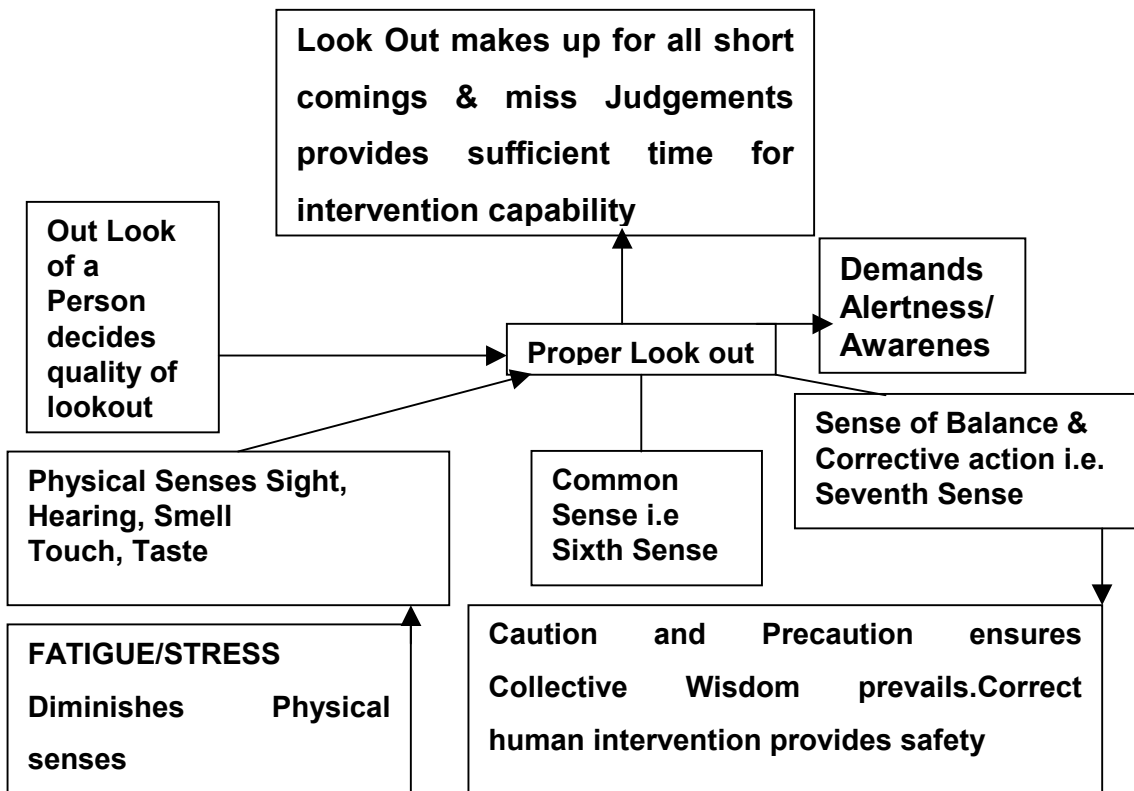 Look Out makes up for all short
comings & miss Judgements
provides sufficient time for
intervention capability
Out Look
of a
Person
decides
quality of
lookout
Demands
Alertness/
Awarenes
Proper Look out
Physical Senses Sight,
Hearing, Smell
Touch, Taste
Common
Sense i.e
Sixth Sense
Sense of Balance &
Corrective action i.e.
Seventh Sense
FATIGUE/STRESS
Diminishes Physical
senses
Caution and Precaution ensures
Collective Wisdom prevails.Correct
human intervention provides safety